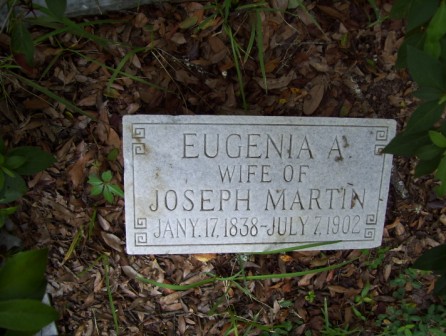 EUGENIA A.
WIFE OF
JOSEPH MARTIN
JANY. 17. 1838-JULY 7. 1902